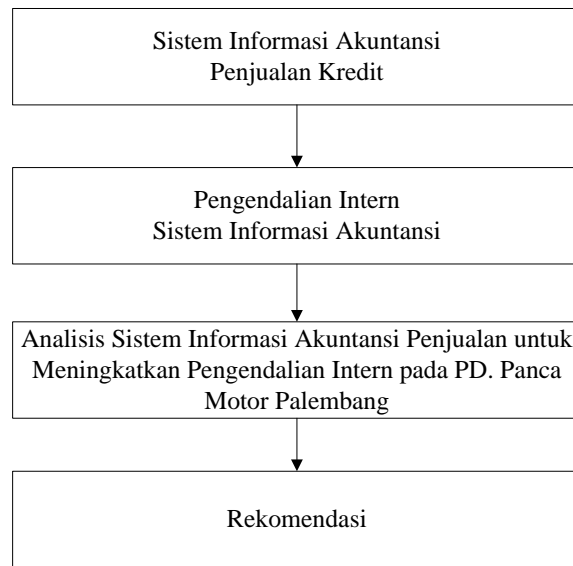 Sistem Informasi Akuntansi
Penjualan Kredit
Pengendalian Intern
Sistem Informasi Akuntansi
Analisis Sistem Informasi Akuntansi Penjualan untuk
Meningkatkan Pengendalian Intern pada PD. Panca
Motor Palembang
Rekomendasi